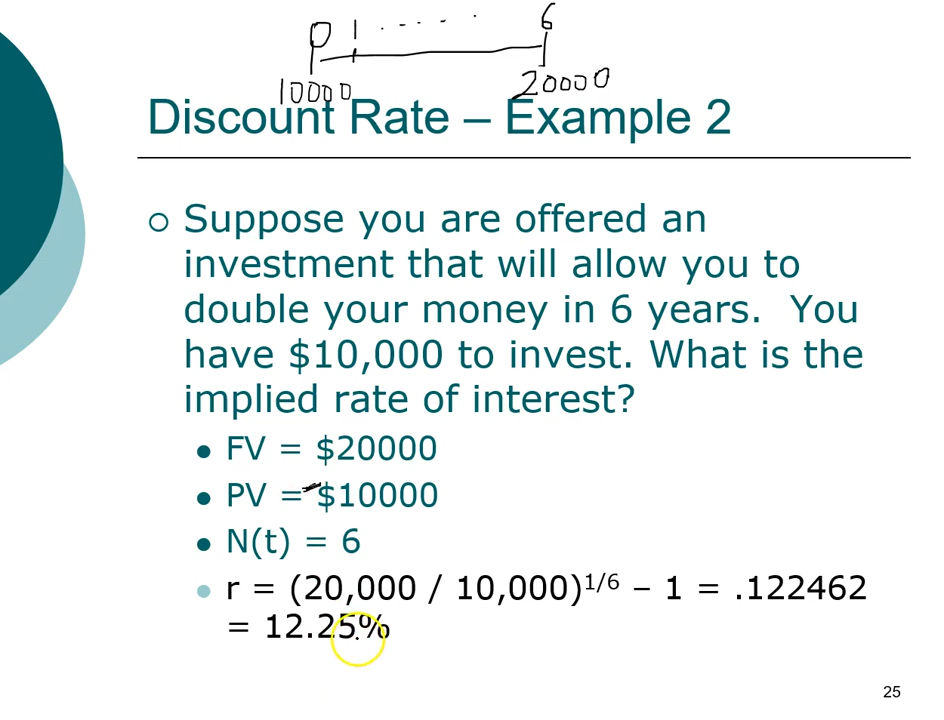 0 1 ..... 6
10000 20000
Discount Rate – Example 2
Suppose you are offered an
investment that will allow you to
double your money in 6 years. You
have $10,000 to invest. What is the
implied rate of interest?
FV = $20000
PV = -$10000
N(t) = 6
r = (20,000 / 10,000)^1/6 – 1 = .122462
= 12.25%
25